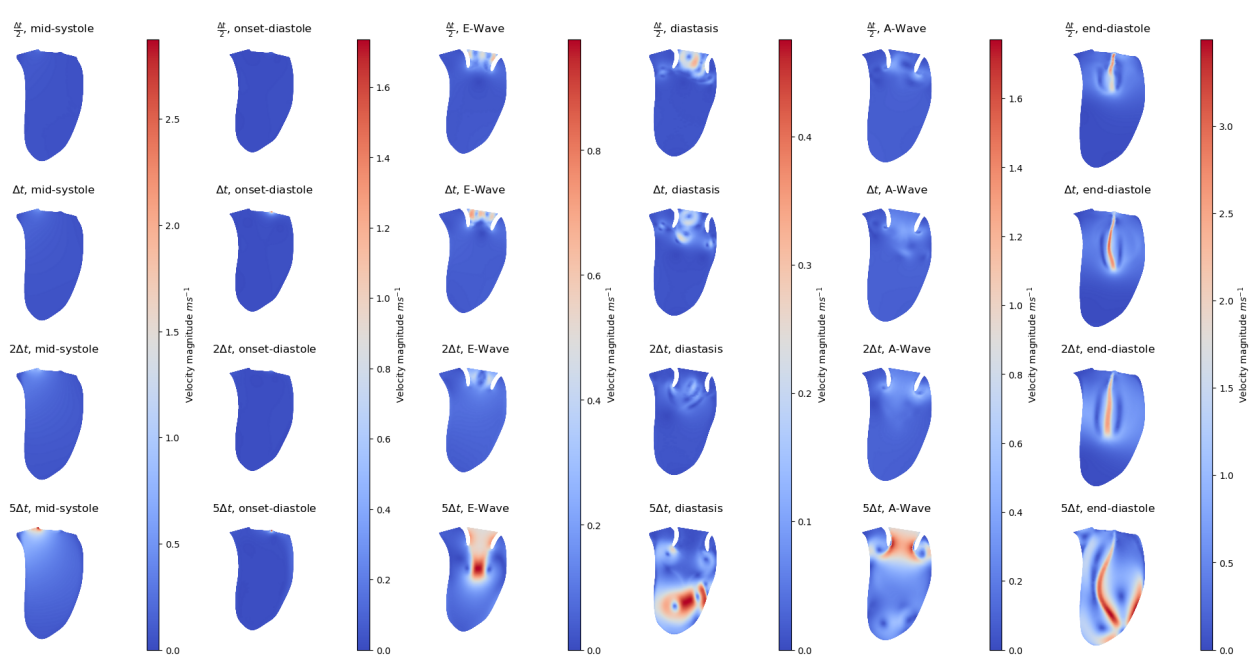 Δt/2, mid-systole
Δt/2, onset-diastole
Δt/2, E-Wave
Δt/2, diastasis
Δt/2, A-Wave
Δt/2, end-diastole
Δt, mid-systole
Δt, onset-diastole
Δt, E-Wave
Δt, diastasis
Δt, A-Wave
Δt, end-diastole
2Δt, mid-systole
2Δt, onset-diastole
2Δt, E-Wave
2Δt, diastasis
2Δt, A-Wave
2Δt, end-diastole
5Δt, mid-systole
5Δt, onset-diastole
5Δt, E-Wave
5Δt, diastasis
5Δt, A-Wave
5Δt, end-diastole
2.5
2.0
1.5
1.0
0.5
0.0
Velocity magnitude ms⁻¹
1.6
1.4
1.2
1.0
0.8
0.6
0.4
0.2
0.0
Velocity magnitude ms⁻¹
0.8
0.6
0.4
0.2
0.0
Velocity magnitude ms⁻¹
0.4
0.3
0.2
0.1
0.0
Velocity magnitude ms⁻¹
1.6
1.4
1.2
1.0
0.8
0.6
0.4
0.2
0.0
Velocity magnitude ms⁻¹
3.0
2.5
2.0
1.5
1.0
0.5
0.0
Velocity magnitude ms⁻¹